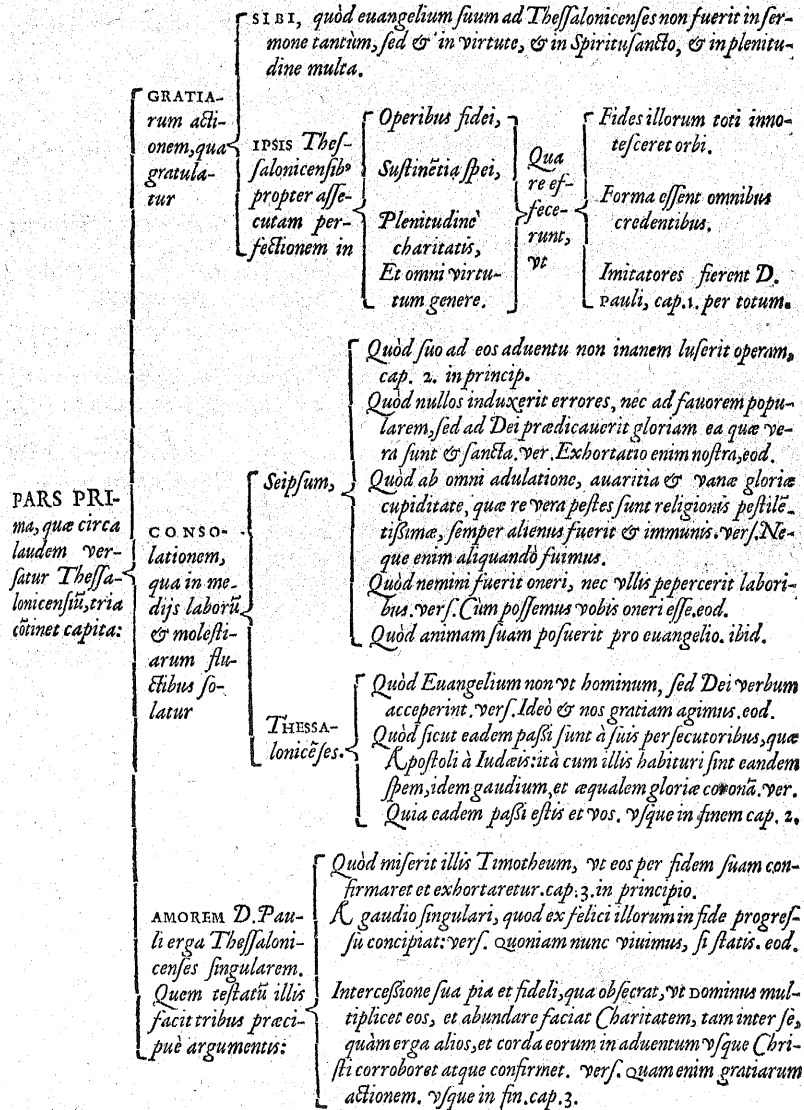 PARS PRI-
ma, quæ circa
laudem ver-
ſatur Theſſa-
lonicenſiũ, tria
cõtinet capita:
GRATIA-
rum acti-
onem, qua
gratula-
tur
SIBI, quòd euangelium ſuum ad Theſſalonicenſes non fuerit in ſer-
mone tantùm, ſed & in virtute, & in Spirituſancto, & in plenitu-
dine multa.
IPSIS Theſ-
ſalonicenſib⁹
propter aſſe-
cutam per-
fectionem in
Operibus fidei,
Suſtinẽtia ſpei,
Plenitudinẽ
charitatis,
Et omni virtu-
tum genere.
Qua
re ef-
fece-
runt,
vt
Fides illorum toti inno-
teſceret orbi.
Forma eſſent omnibus
credentibus.
Imitatores fierent D.
Pauli, cap.1. per totum.
CONSO-
lationem,
qua in me-
dijs laborũ
& moleſti-
arum flu-
ctibus ſo-
latur
Seipſum,
Quòd ſuo ad eos aduentu non inanem luſerit operam,
cap. 2. in princip.
Quòd nullos induxerit errores, nec ad fauorem popu-
larem, ſed ad Dei prædicauerit gloriam ea quæ ve-
ra ſunt & ſancta. ver. Exhortatio enim noſtra, eod.
Quòd ab omni adulatione, auaritia & vanæ gloriæ
cupiditate, quæ re vera peſtes ſunt religionis peſtilẽ-
tißimæ, ſemper alienus fuerit & immunis. verſ. Ne-
que enim aliquandò fuimus.
Quòd nemini fuerit oneri, nec vllis pepercerit labori-
bus. verſ. Cùm poſſemus vobis oneri eſſe. eod.
Quòd animam ſuam poſuerit pro euangelio. ibid.
THESSA-
lonicẽſes.
Quòd Euangelium non vt hominum, ſed Dei verbum
acceperint. verſ. Ideò & nos gratiam agimus. eod.
Quòd ſicut eadem paßi ſunt à ſuis perſecutoribus, quæ
Apoſtoli à Iudæis: ità cum illis habituri ſint eandem
ſpem, idem gaudium, et æqualem gloriæ coronã. ver.
Quia eadem paßi eſtis et vos. vſque in finem cap. 2.
AMOREM D. Pau-
li erga Theſſaloni-
cenſes ſingularem.
Quem teſtatũ illis
facit tribus præci-
puè argumentis:
Quòd miſerit illis Timotheum, vt eos per fidem ſuam con-
firmaret et exhortaretur. cap. 3. in principio.
A gaudio ſingulari, quod ex felici illorum in fide progreſ-
ſu concipiat: verſ. Quoniam nunc viuimus, ſi ſtatis. eod.
Interceßione ſua pia et fideli, qua obſecrat, vt Dominus mul-
tiplicet eos, et abundare faciat Charitatem, tam inter ſe,
quàm erga alios, et corda eorum in aduentum vſque Chri-
ſti corroboret atque confirmet. verſ. Quam enim gratiarum
actionem. vſque in fin. cap. 3.